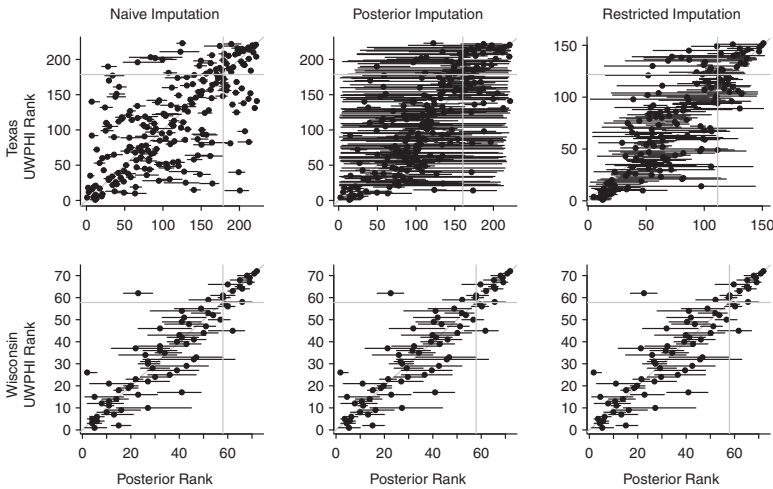 Naive Imputation
Posterior Imputation
Restricted Imputation
Texas
UWPHI Rank
200
150
100
50
0
0 50 100 150 200
200
150
100
50
0
0 50 100 150 200
150
100
50
0
0 50 100 150
Wisconsin
UWPHI Rank
70
60
50
40
30
20
10
0
0 20 40 60
70
60
50
40
30
20
10
0
0 20 40 60
70
60
50
40
30
20
10
0
0 20 40 60
Posterior Rank
Posterior Rank
Posterior Rank